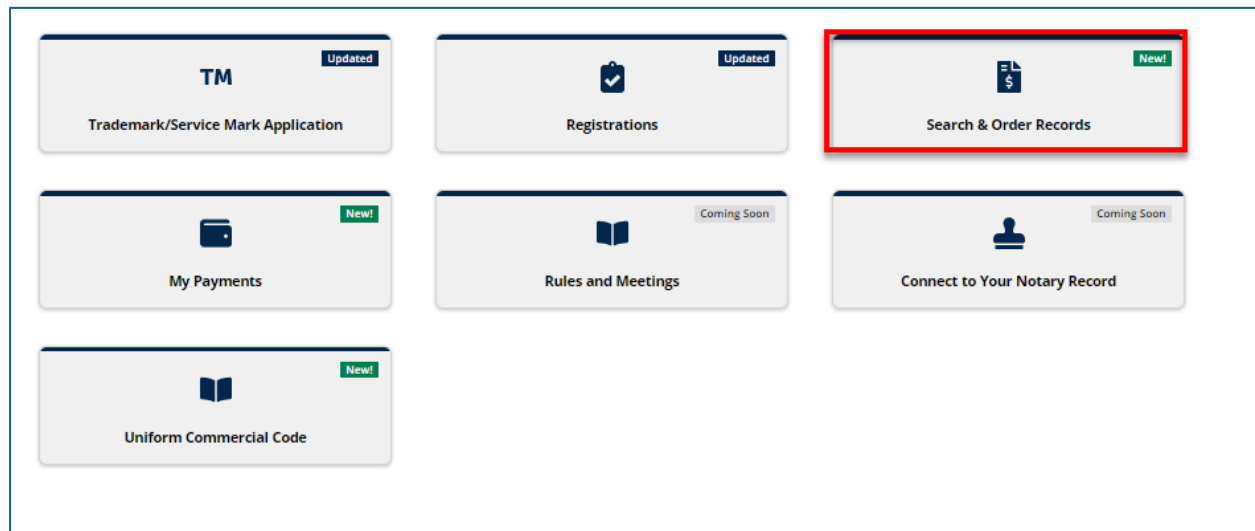 Updated
TM
Trademark/Service Mark Application
Updated
Registrations
New!
$
Search & Order Records
New!
My Payments
Coming Soon
Rules and Meetings
Coming Soon
Connect to Your Notary Record
New!
Uniform Commercial Code